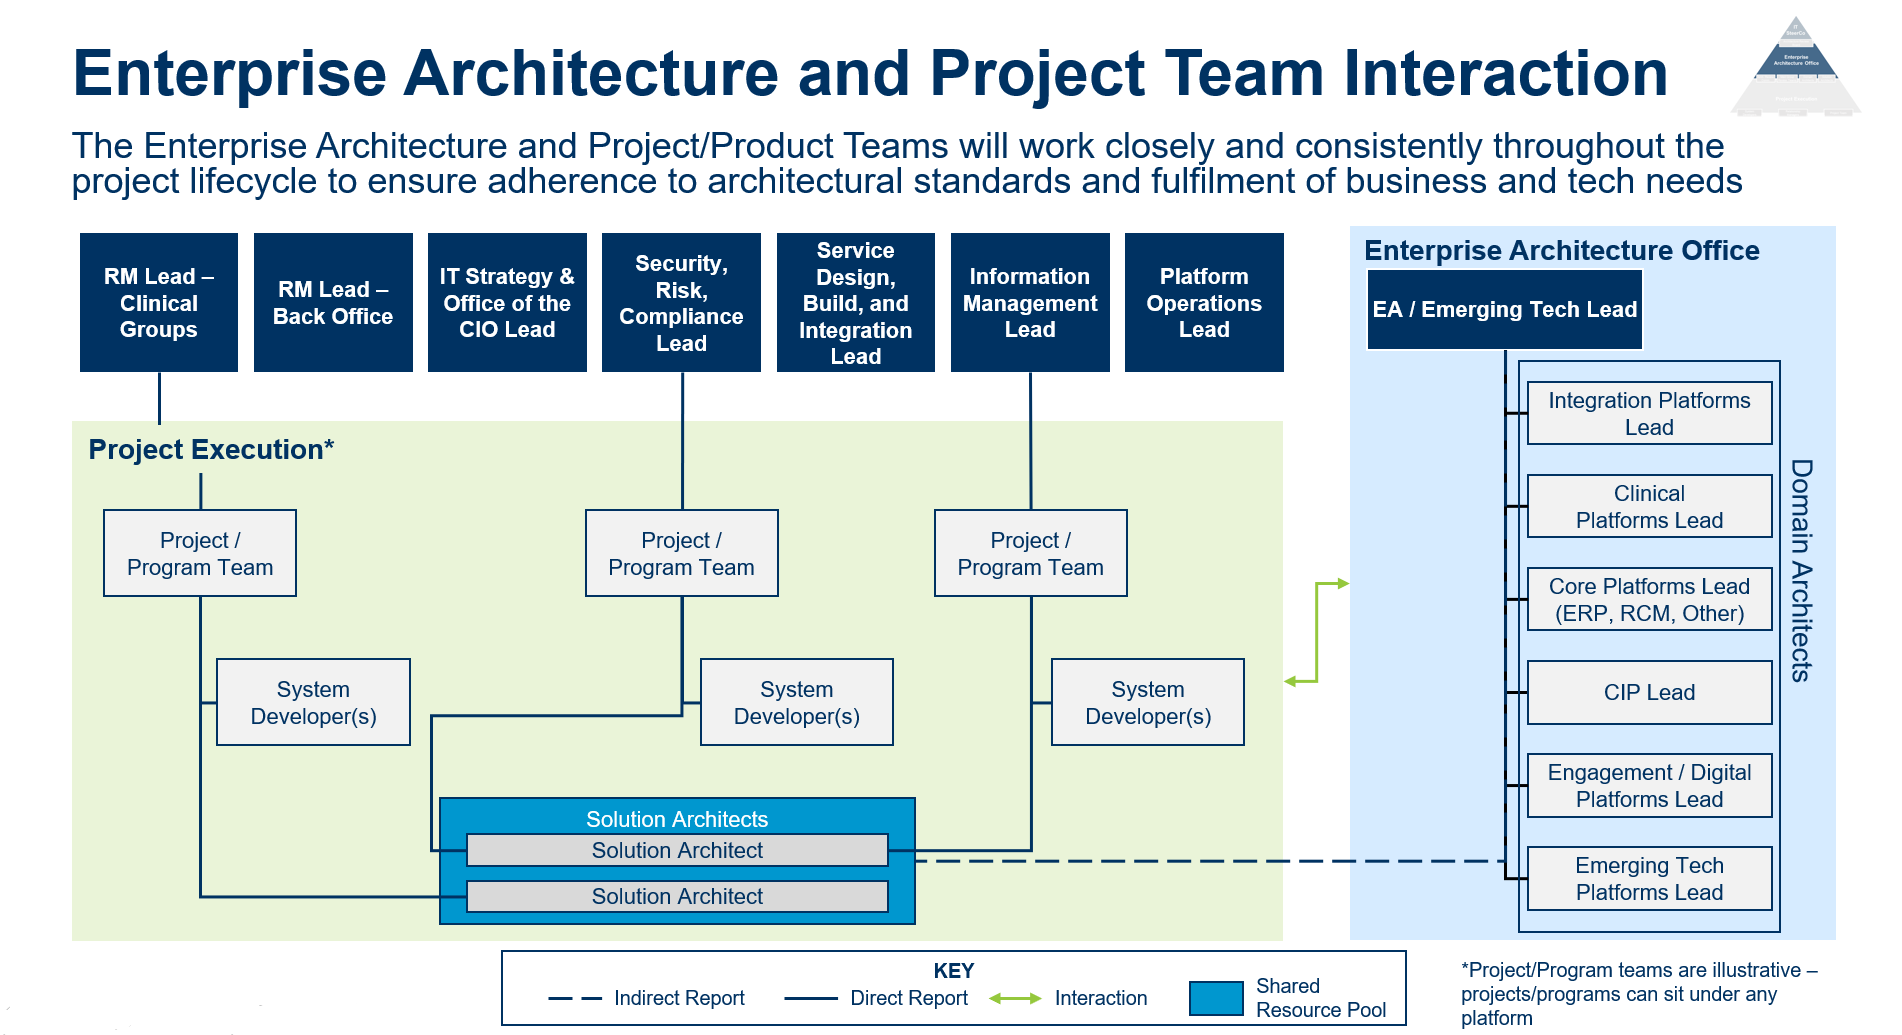 Enterprise Architecture and Project Team Interaction
The Enterprise Architecture and Project/Product Teams will work closely and consistently throughout the
project lifecycle to ensure adherence to architectural standards and fulfilment of business and tech needs
Enterprise
Architecture Office
RM Lead –
Clinical
Groups
RM Lead –
Back Office
IT Strategy &
Office of the
CIO Lead
Security,
Risk,
Compliance
Lead
Service
Design,
Build, and
Integration
Lead
Information
Management
Lead
Platform
Operations
Lead
Project Execution*
Project /
Program Team
Project /
Program Team
Project /
Program Team
System
Developer(s)
System
Developer(s)
System
Developer(s)
Solution Architects
Solution Architect
Solution Architect
Enterprise Architecture Office
EA / Emerging Tech Lead
Integration Platforms
Lead
Clinical
Platforms Lead
Core Platforms Lead
(ERP, RCM, Other)
CIP Lead
Engagement / Digital
Platforms Lead
Emerging Tech
Platforms Lead
Domain Architects
KEY
Indirect Report
Direct Report
Interaction
Shared
Resource Pool
*Project/Program teams are illustrative –
projects/programs can sit under any
platform